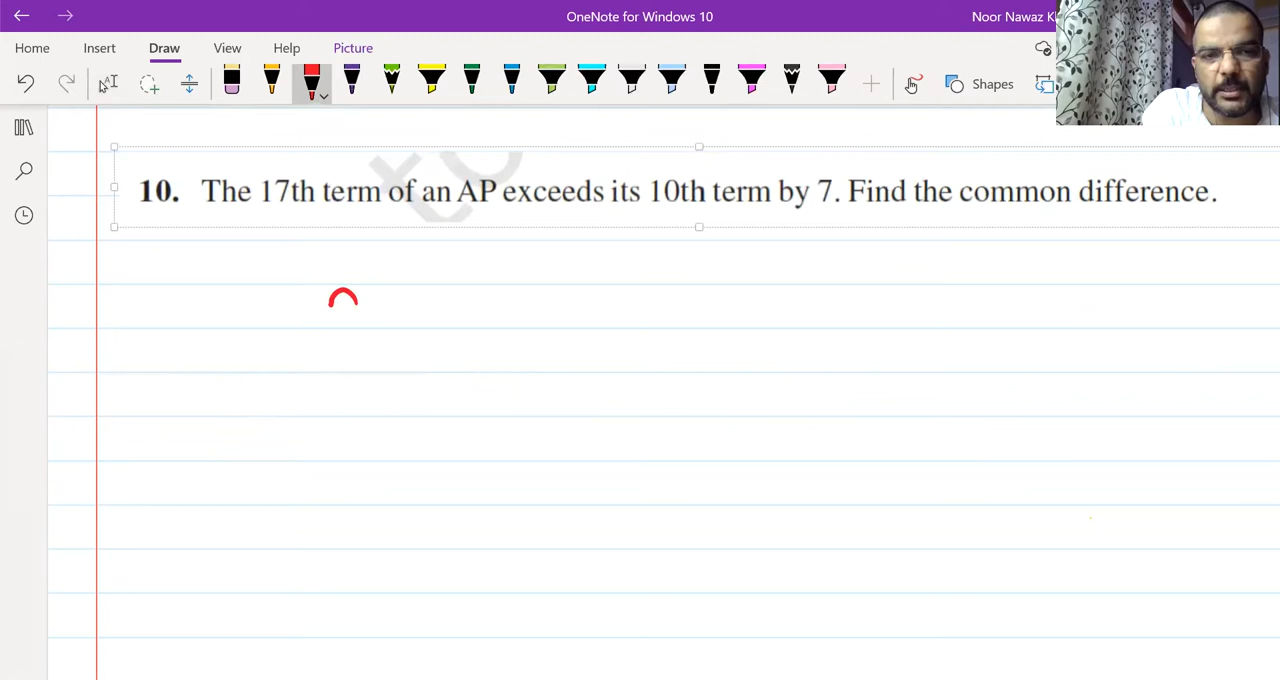 OneNote for Windows 10
Noor Nawaz K
Home Insert Draw View Help Picture
Shapes
to
10. The 17th term of an AP exceeds its 10th term by 7. Find the common difference.